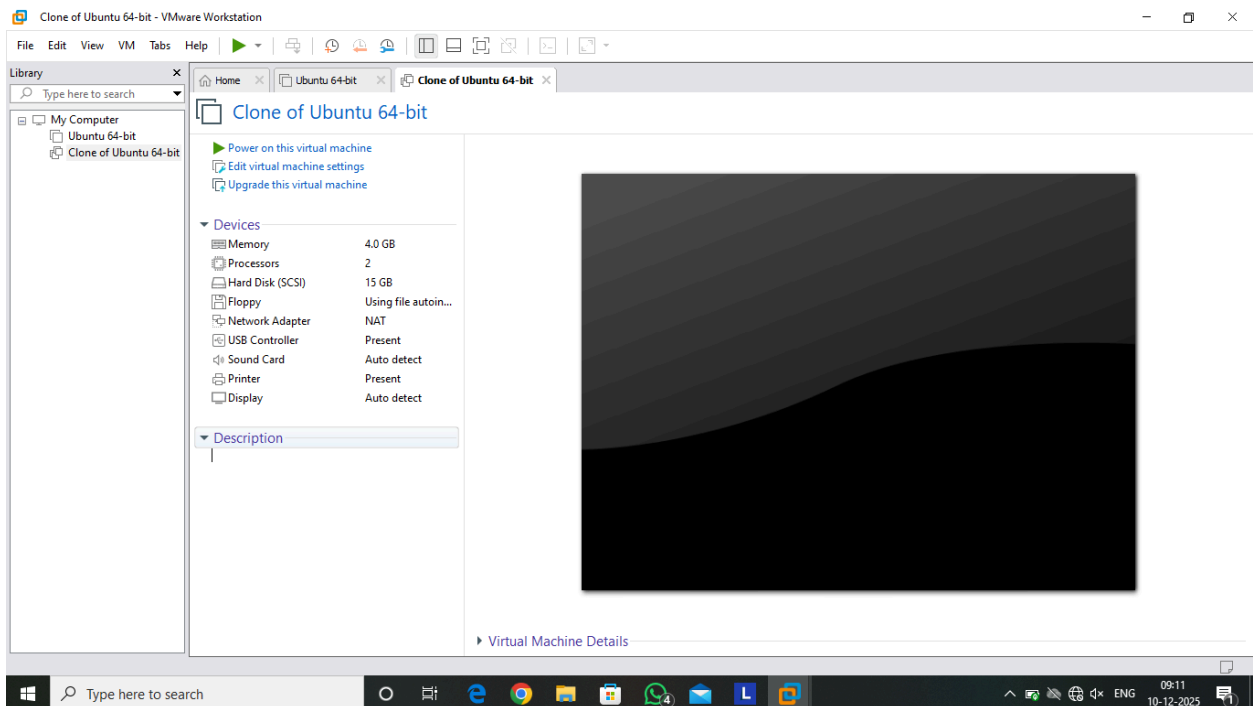 Clone of Ubuntu 64-bit - VMware Workstation
File Edit View VM Tabs Help
Library
Type here to search
My Computer
Ubuntu 64-bit
Clone of Ubuntu 64-bit
Home Ubuntu 64-bit Clone of Ubuntu 64-bit
Clone of Ubuntu 64-bit
Power on this virtual machine
Edit virtual machine settings
Upgrade this virtual machine
Devices
Memory 4.0 GB
Processors 2
Hard Disk (SCSI) 15 GB
Floppy Using file autoin...
Network Adapter NAT
USB Controller Present
Sound Card Auto detect
Printer Present
Display Auto detect
Description
Virtual Machine Details
Type here to search
4
L
ENG
09:11
10-12-2025
1